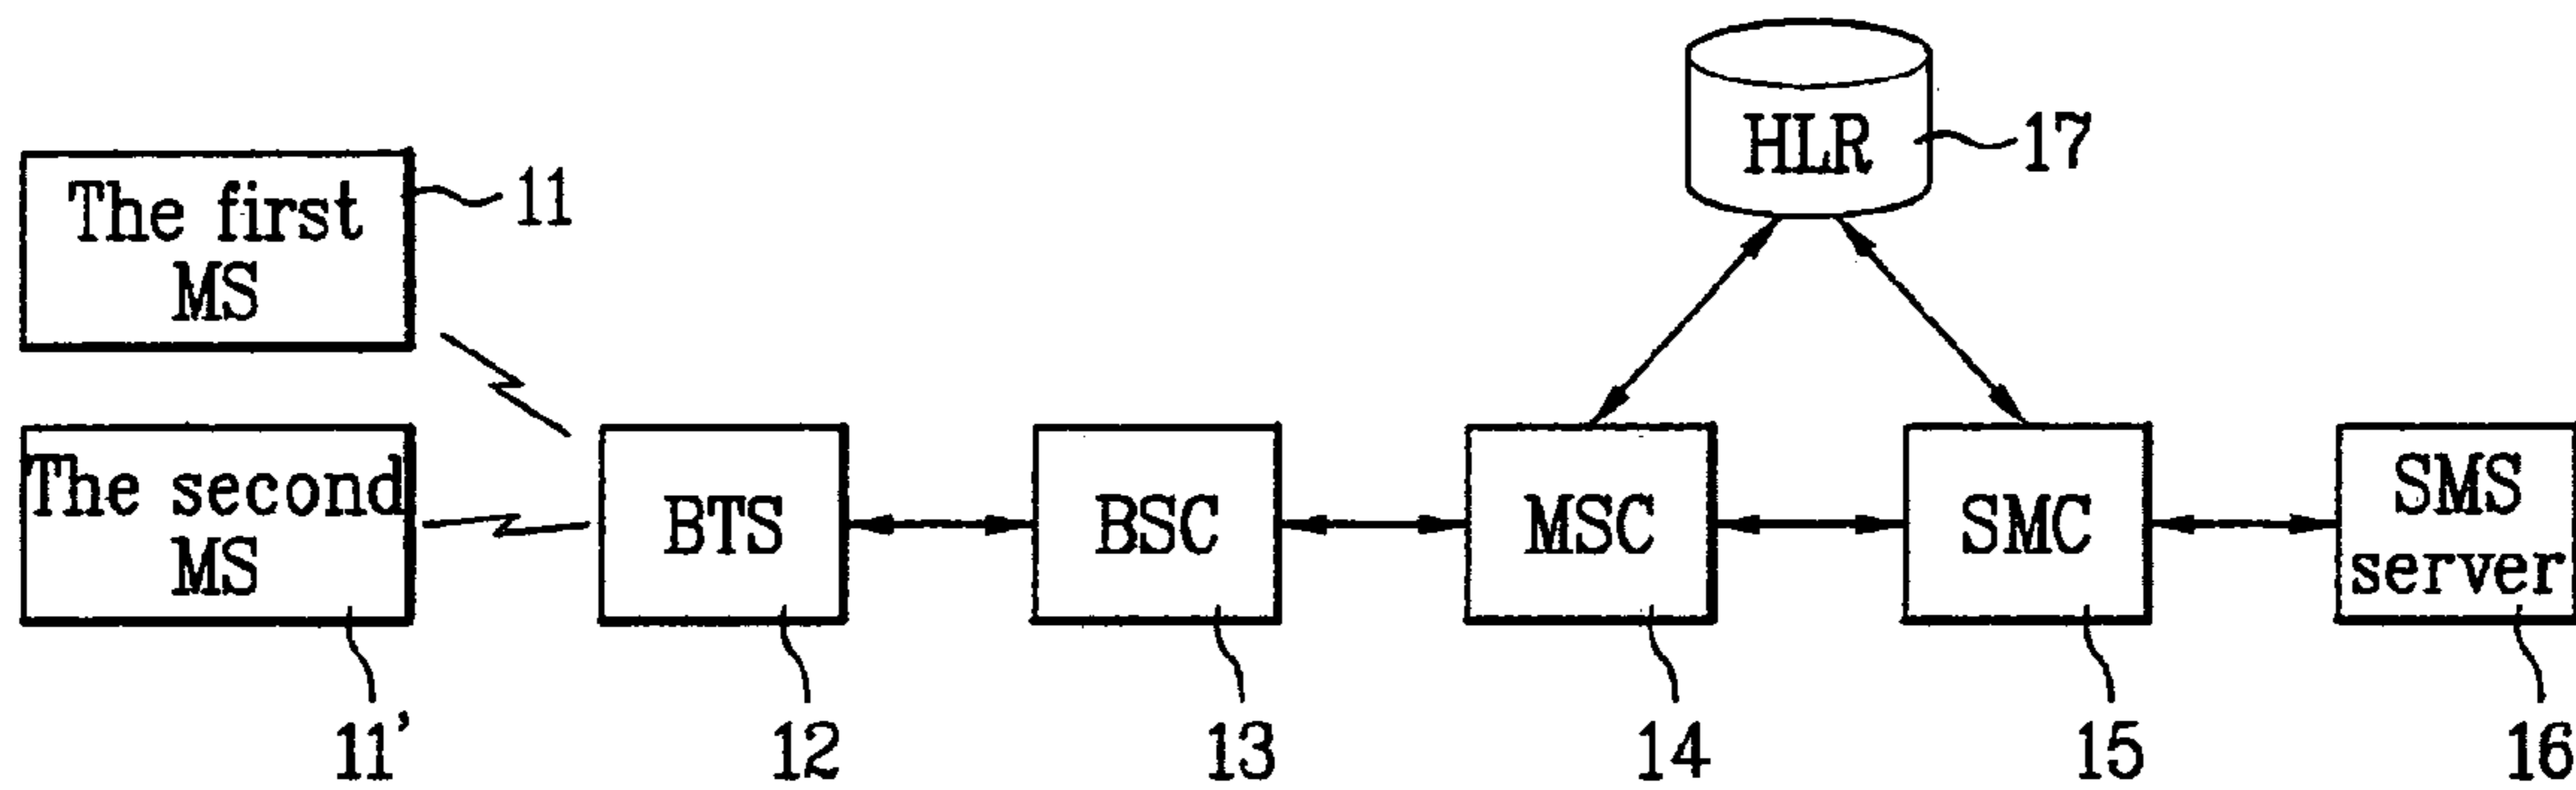 HLR
17
The first
MS
11
The second
MS
BTS
BSC
MSC
SMC
SMS
server
11'
12
13
14
15
16